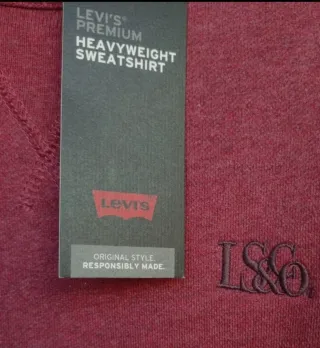 LEVI'S®
PREMIUM
HEAVYWEIGHT
SWEATSHIRT
Levi's
ORIGINAL STYLE
RESPONSIBLY MADE.
LS&Co